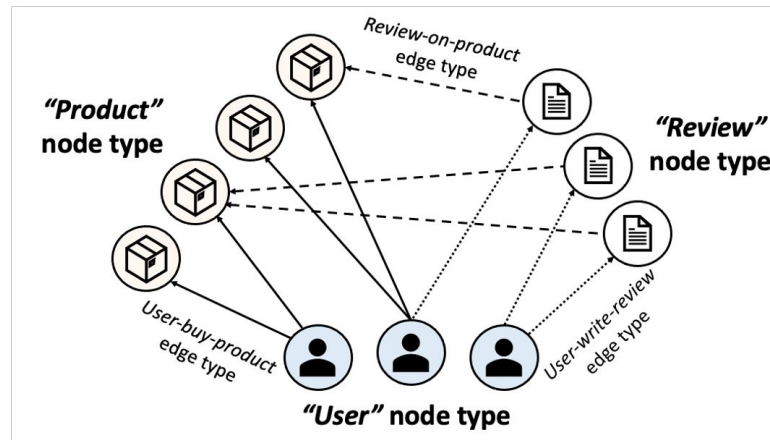 Review-on-product
edge type
“Product”
node type
“Review”
node type
User-buy-product
edge type
User-write-review
edge type
“User” node type